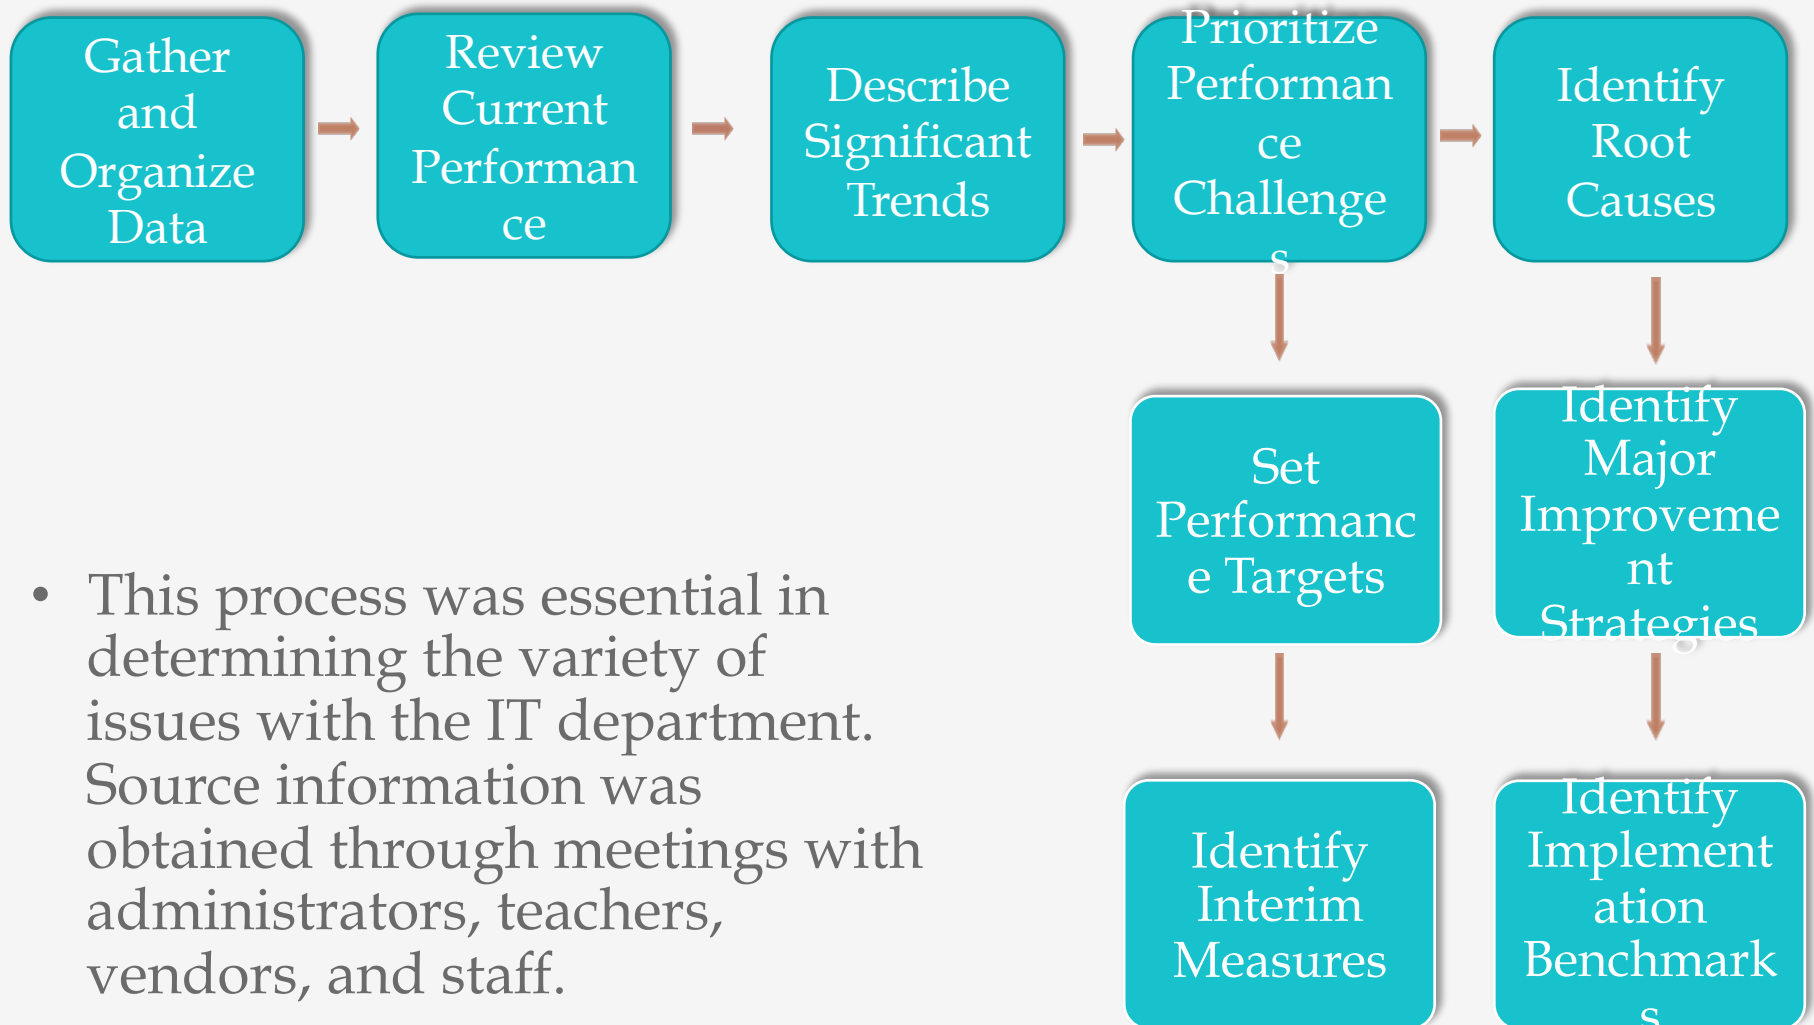 Gather
and
Organize
Data
Review
Current
Performan
ce
Describe
Significant
Trends
Prioritize
Performan
ce
Challenge
s
Identify
Root
Causes
Set
Performanc
e Targets
Identify
Major
Improveme
nt
Strategies
• This process was essential in
determining the variety of
issues with the IT department.
Source information was
obtained through meetings with
administrators, teachers,
vendors, and staff.
Identify
Interim
Measures
Identify
Implement
ation
Benchmark
s